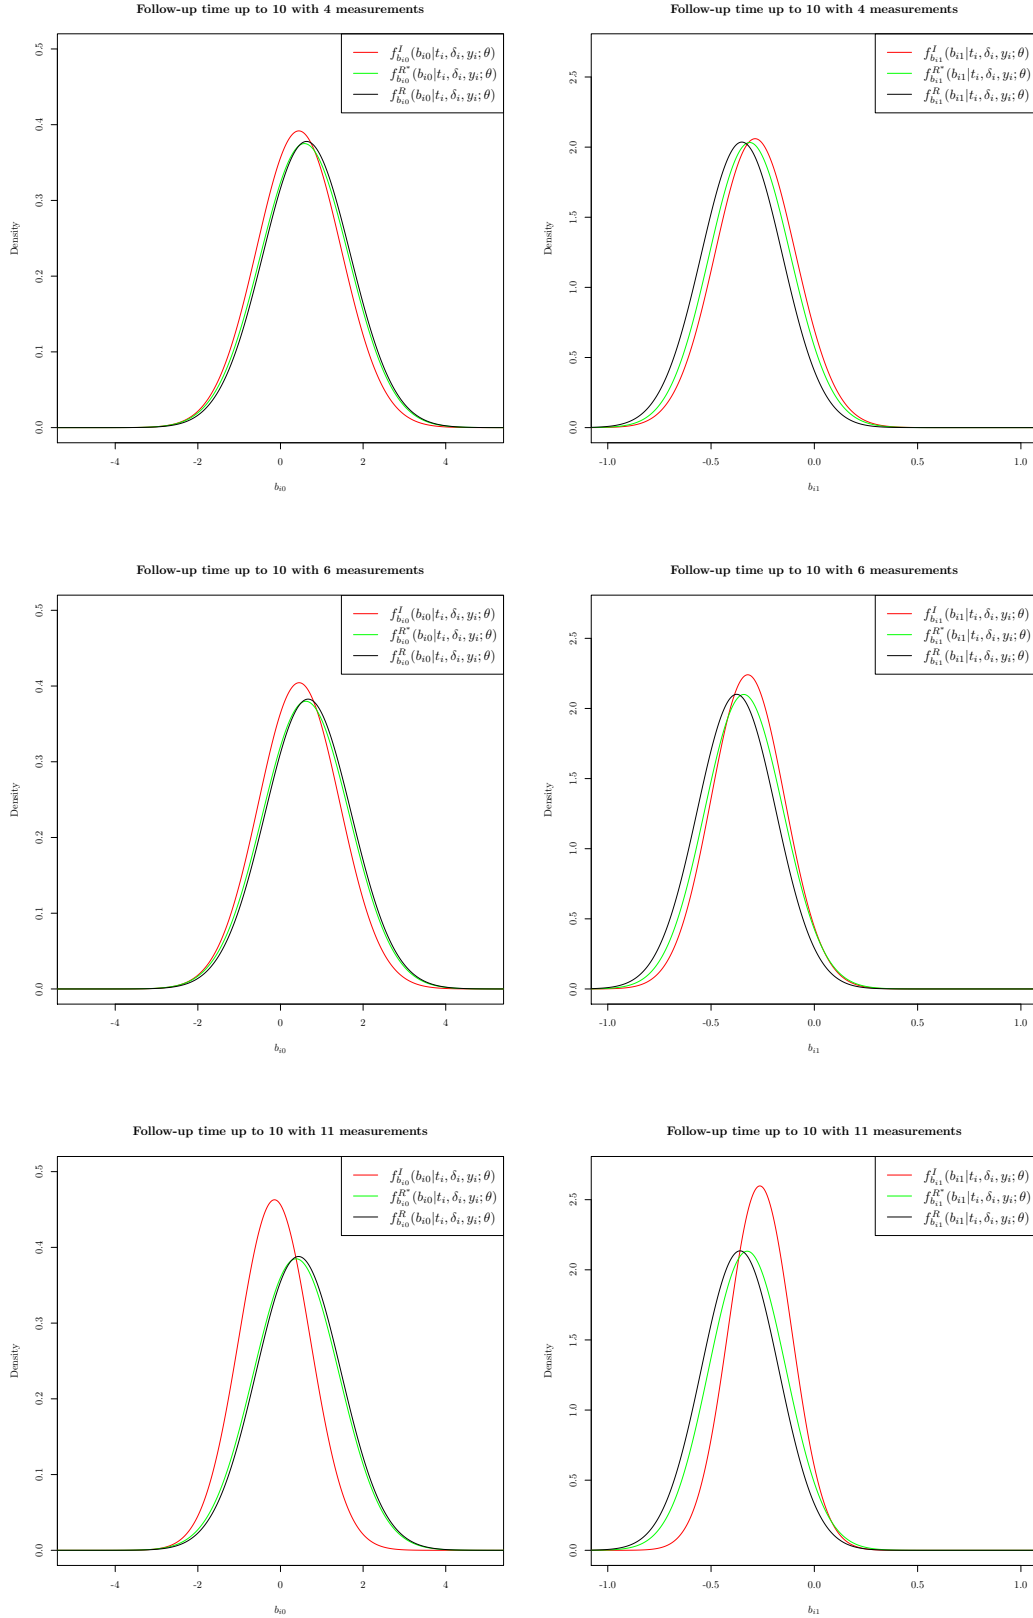 Follow-up time up to 10 with 4 measurements
Density
0.0 0.1 0.2 0.3 0.4 0.5
-4 -2 0 2 4
b_{i0}
f^I_{b_{i0}}(b_{i0}|t_i, δ_i, y_i; θ)
f^{R*}_{b_{i0}}(b_{i0}|t_i, δ_i, y_i; θ)
f^R_{b_{i0}}(b_{i0}|t_i, δ_i, y_i; θ)
Follow-up time up to 10 with 4 measurements
Density
0.0 0.5 1.0 1.5 2.0 2.5
-1.0 -0.5 0.0 0.5 1.0
b_{i1}
f^I_{b_{i1}}(b_{i1}|t_i, δ_i, y_i; θ)
f^{R*}_{b_{i1}}(b_{i1}|t_i, δ_i, y_i; θ)
f^R_{b_{i1}}(b_{i1}|t_i, δ_i, y_i; θ)
Follow-up time up to 10 with 6 measurements
Density
0.0 0.1 0.2 0.3 0.4 0.5
-4 -2 0 2 4
b_{i0}
f^I_{b_{i0}}(b_{i0}|t_i, δ_i, y_i; θ)
f^{R*}_{b_{i0}}(b_{i0}|t_i, δ_i, y_i; θ)
f^R_{b_{i0}}(b_{i0}|t_i, δ_i, y_i; θ)
Follow-up time up to 10 with 6 measurements
Density
0.0 0.5 1.0 1.5 2.0 2.5
-1.0 -0.5 0.0 0.5 1.0
b_{i1}
f^I_{b_{i1}}(b_{i1}|t_i, δ_i, y_i; θ)
f^{R*}_{b_{i1}}(b_{i1}|t_i, δ_i, y_i; θ)
f^R_{b_{i1}}(b_{i1}|t_i, δ_i, y_i; θ)
Follow-up time up to 10 with 11 measurements
Density
0.0 0.1 0.2 0.3 0.4 0.5
-4 -2 0 2 4
b_{i0}
f^I_{b_{i0}}(b_{i0}|t_i, δ_i, y_i; θ)
f^{R*}_{b_{i0}}(b_{i0}|t_i, δ_i, y_i; θ)
f^R_{b_{i0}}(b_{i0}|t_i, δ_i, y_i; θ)
Follow-up time up to 10 with 11 measurements
Density
0.0 0.5 1.0 1.5 2.0 2.5
-1.0 -0.5 0.0 0.5 1.0
b_{i1}
f^I_{b_{i1}}(b_{i1}|t_i, δ_i, y_i; θ)
f^{R*}_{b_{i1}}(b_{i1}|t_i, δ_i, y_i; θ)
f^R_{b_{i1}}(b_{i1}|t_i, δ_i, y_i; θ)